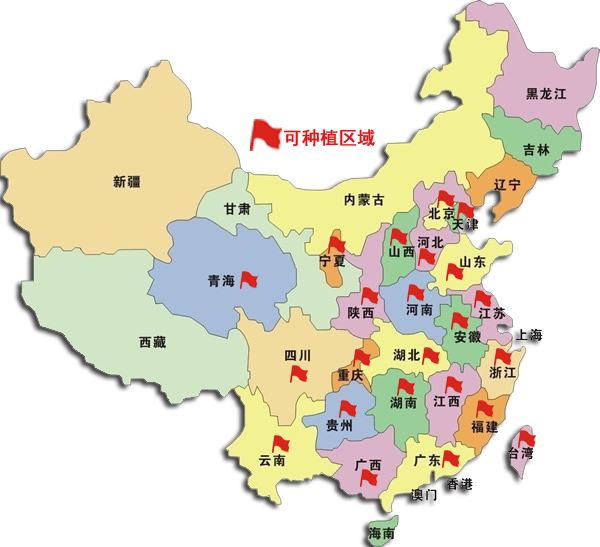 黑龙江
可种植区域
吉林
新疆
辽宁
内蒙古
甘肃
北京
天津
河北
山西
宁夏
山东
青海
陕西
河南
江苏
安徽
上海
西藏
四川
湖北
浙江
重庆
湖南
江西
贵州
福建
台湾
云南
广西
广东
香港
澳门
海南